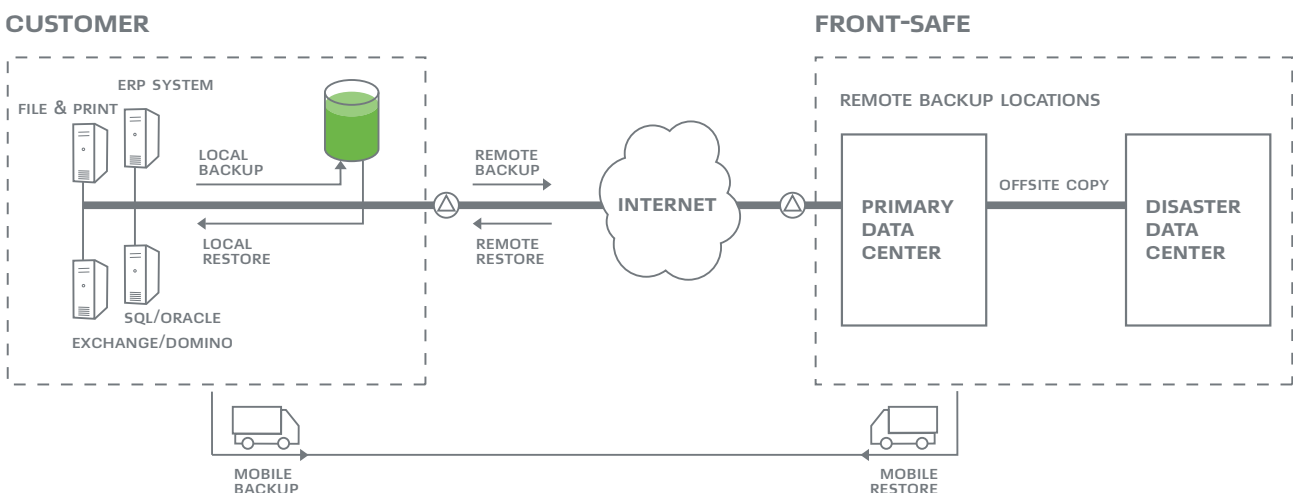 CUSTOMER
FRONT-SAFE
ERP SYSTEM
FILE & PRINT
REMOTE BACKUP LOCATIONS
LOCAL
BACKUP
REMOTE
BACKUP
OFFSITE COPY
INTERNET
PRIMARY
DATA
CENTER
DISASTER
DATA
CENTER
LOCAL
RESTORE
REMOTE
RESTORE
SQL/ORACLE
EXCHANGE/DOMINO
MOBILE
BACKUP
MOBILE
RESTORE